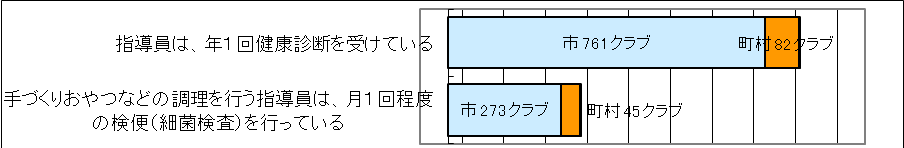 指導員は、年1回健康診断を受けている
市761クラブ
町村82クラブ
手づくりおやつなどの調理を行う指導員は、月1回程度
の検便(細菌検査)を行っている
市273クラブ
町村45クラブ